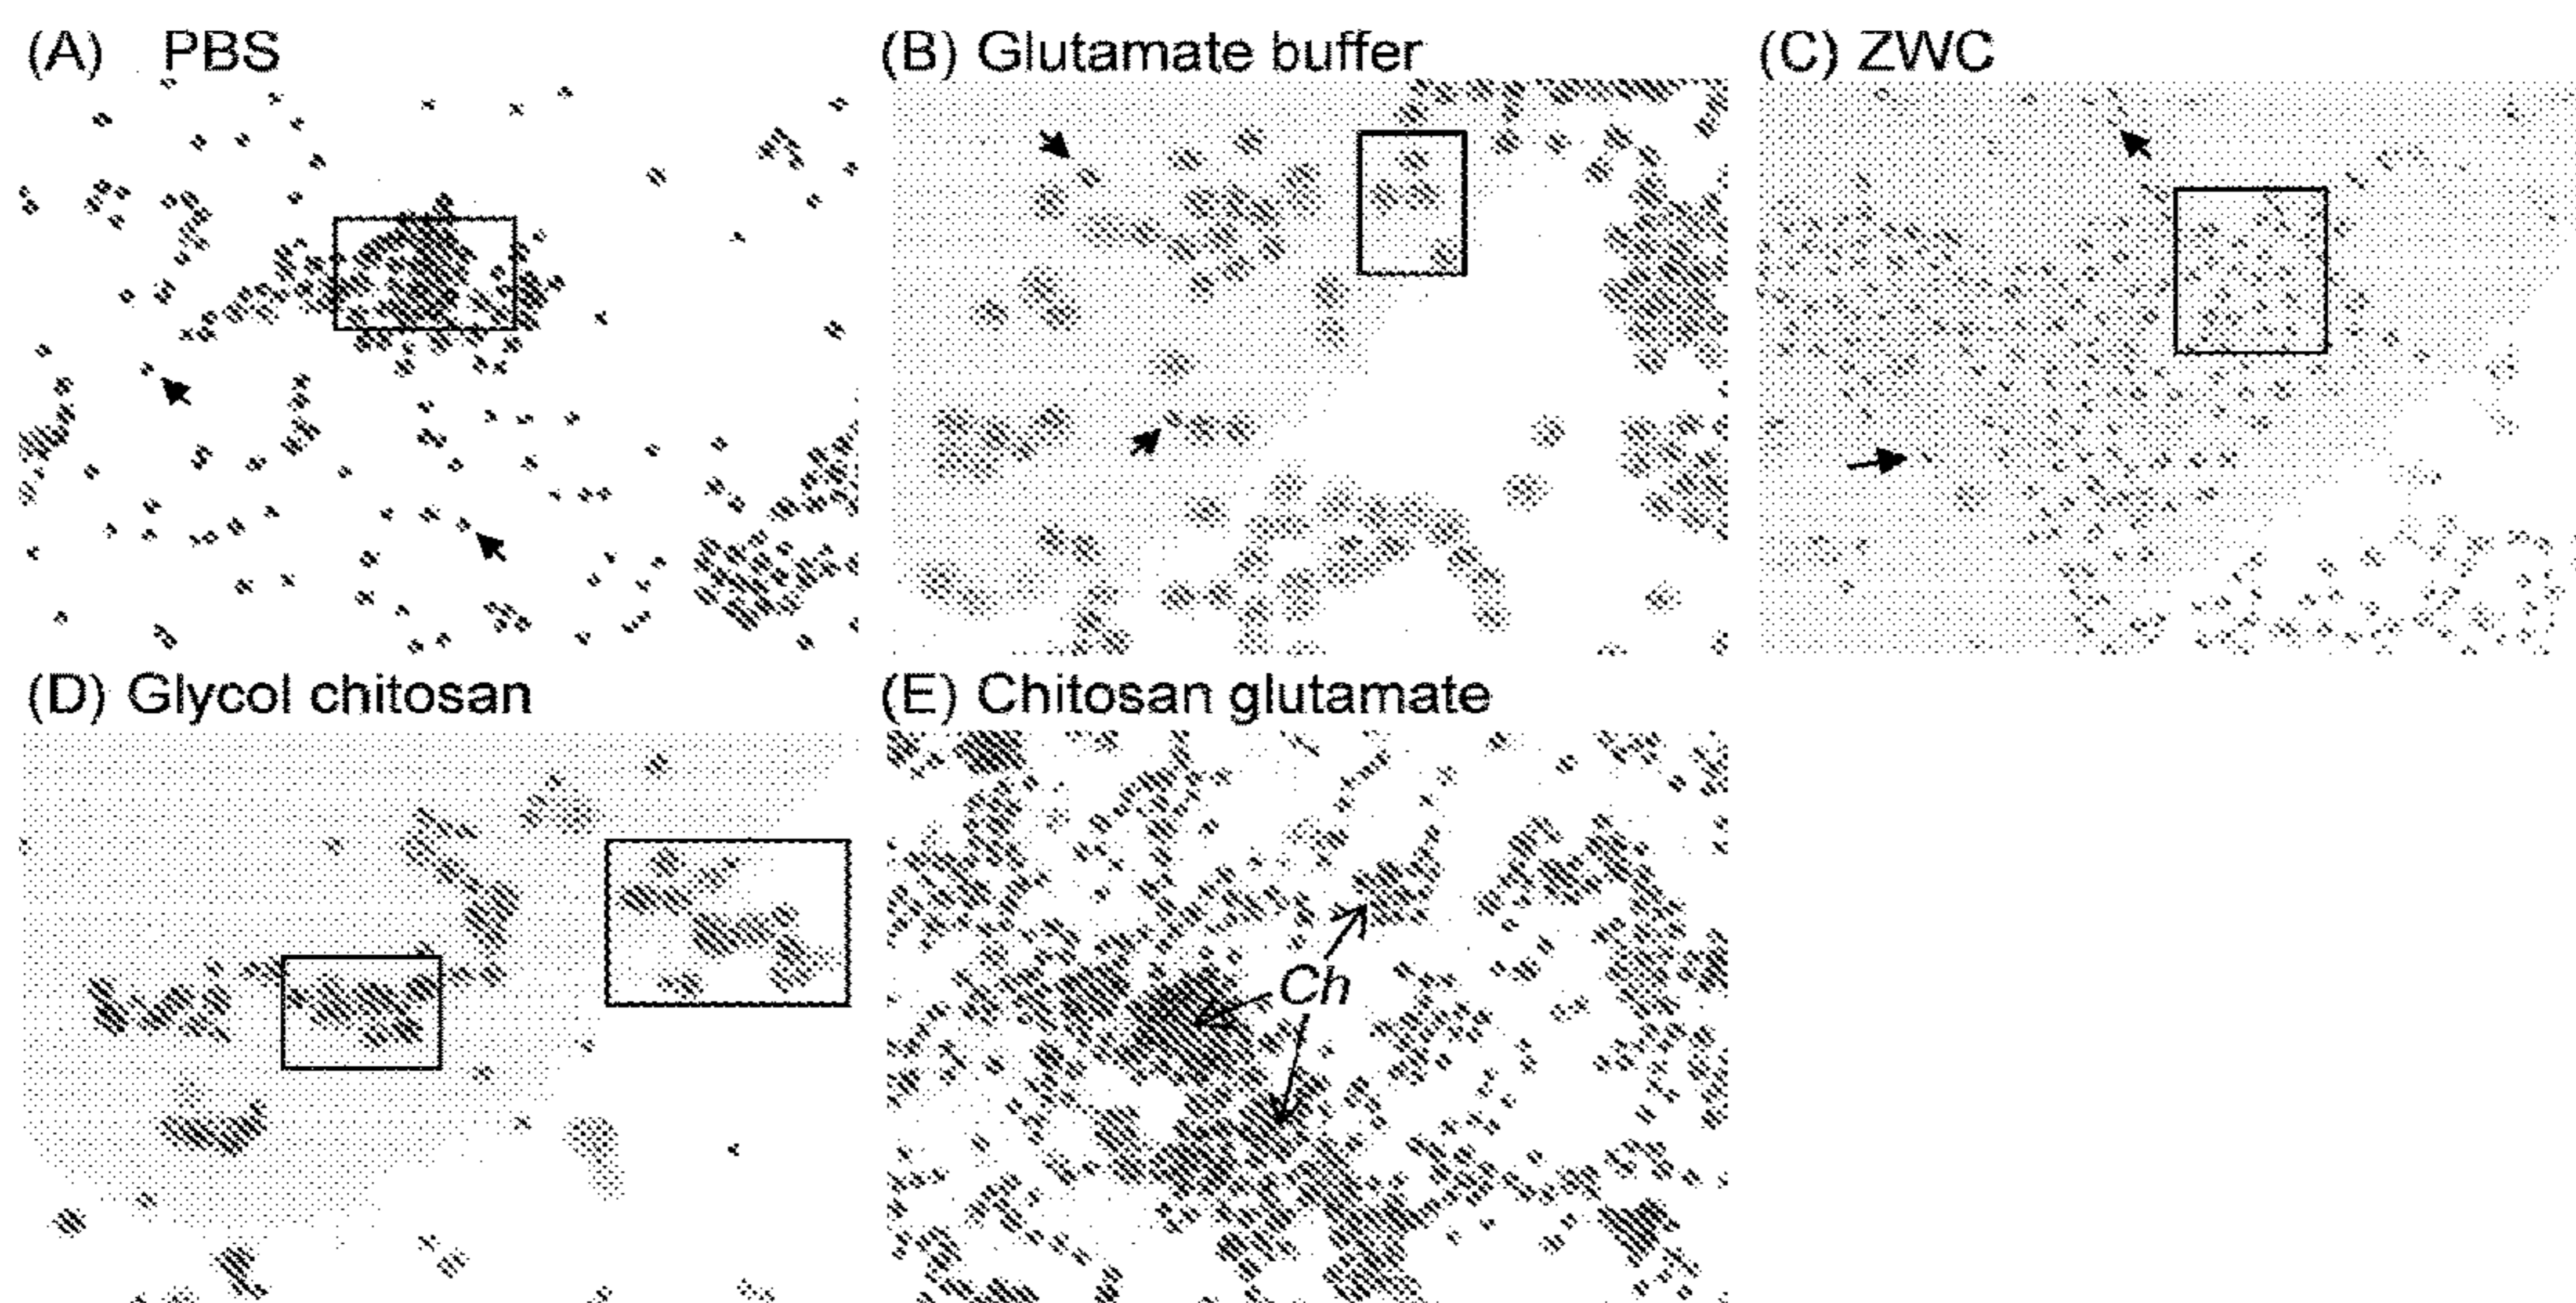 (A) PBS
(B) Glutamate buffer
(C) ZWC
(D) Glycol chitosan
(E) Chitosan glutamate
Ch